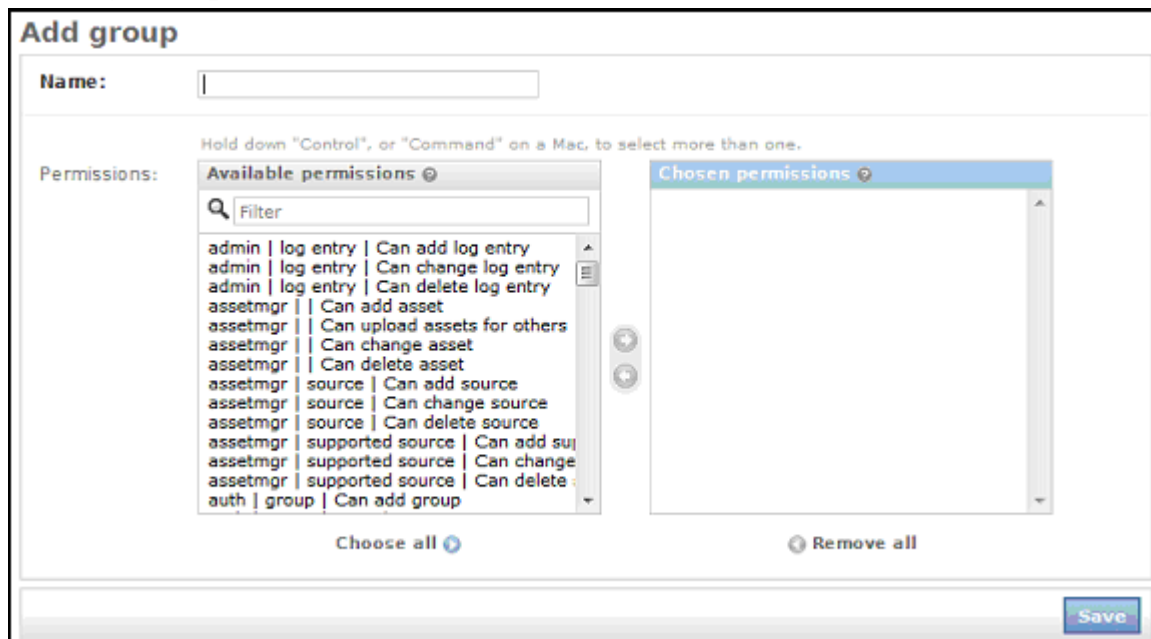 Add group
Name:
Hold down "Control", or "Command" on a Mac, to select more than one.
Permissions:
Available permissions
Chosen permissions
Filter
admin | log entry | Can add log entry
admin | log entry | Can change log entry
admin | log entry | Can delete log entry
assetmgr | | Can add asset
assetmgr | | Can upload assets for others
assetmgr | | Can change asset
assetmgr | | Can delete asset
assetmgr | source | Can add source
assetmgr | source | Can change source
assetmgr | source | Can delete source
assetmgr | supported source | Can add sup
assetmgr | supported source | Can change
assetmgr | supported source | Can delete
auth | group | Can add group
Choose all
Remove all
Save